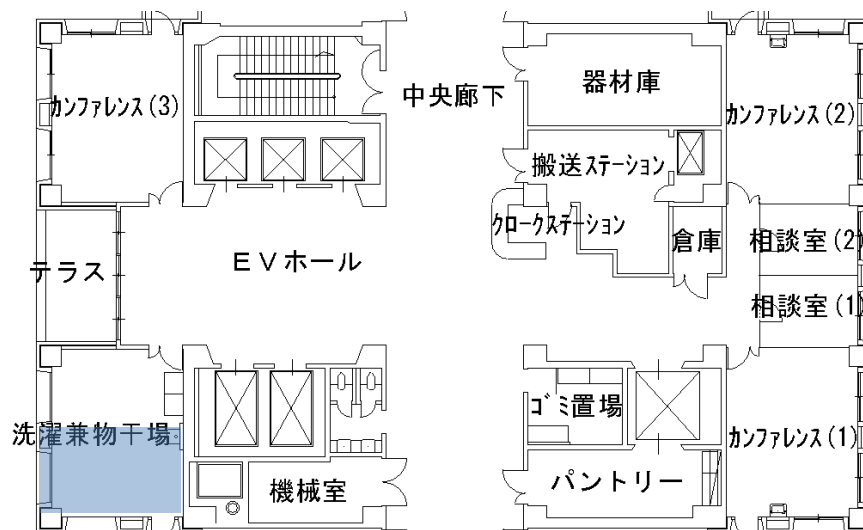 中央廊下
器材庫
カンファレンス(3)
カンファレンス(2)
搬送ステーション
クロークステーション
倉庫
相談室(2)
テラス
EVホール
相談室(1)
ゴミ置場
洗濯兼物干場
カンファレンス(1)
機械室
パントリー